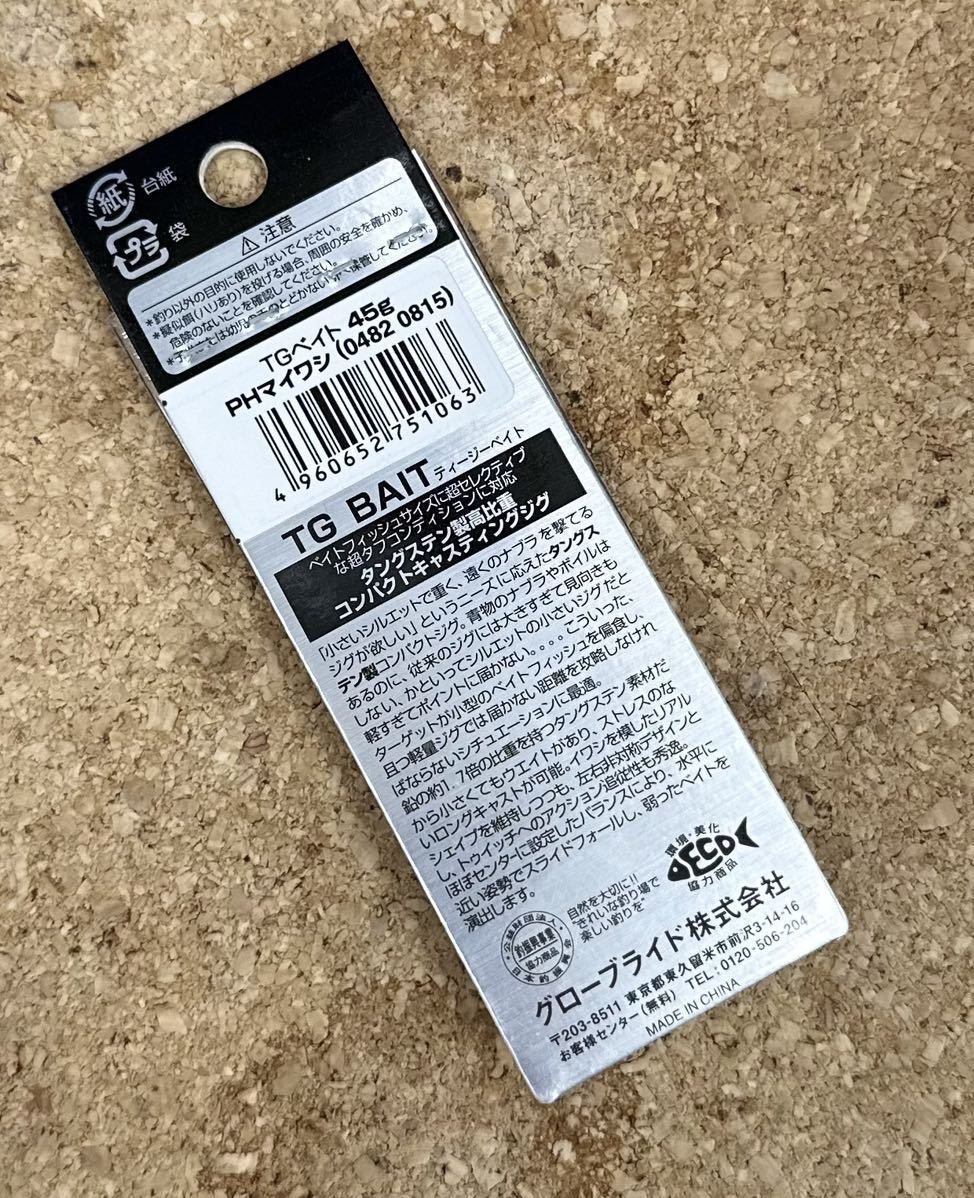 紙
台紙
プラ
袋
⚠注意
*釣り以外の目的に使用しないでください。
*擬似餌(ハリあり)を投げる場合、周囲の安全を確かめ、
危険のないことを確認してください。
TGベイト 45g
PHマイワシ (0482 0815)
4 960652 751063
TG BAIT ティージーベイト
ベイトフィッシュサイズに超セレクティブ
な超タフコンディションに対応
タングステン製高比重
コンパクトキャスティングジグ
「小さいシルエットで重く、遠くのナブラを撃てる
ジグが欲しい」というニーズに応えたタングス
テン製コンパクトジグ。青物のナブラやボイルは
あるのに、従来のジグには大きすぎて見向きも
しない、かといってシルエットの小さいジグだと
軽すぎてポイントに届かない。。。こういった、
ターゲットが小型のベイトフィッシュを偏食し、
且つ軽量ジグでは届かない距離を攻略しなけれ
ばならないシチュエーションに最適。
鉛の約1.7倍の比重を持つタングステン素材だ
から小さくてもウエイトがあり、ストレスのな
いロングキャストが可能。イワシを模したリアル
シェイプを維持しつつも、左右非対称デザインと
し、トゥイッチへのアクション追従性も秀逸。
ほぼセンターに設定したバランスにより、水平に
近い姿勢でスライドフォールし、弱ったベイトを
演出します。
環境・美化
ECO
協力商品
公益財団法人
釣振興事業
協力商品
日本釣振興会
自然を大切に!!
"きれいな釣り場で
楽しい釣りを"
グローブライド株式会社
〒203-8511 東京都東久留米市前沢3-14-16
お客様センター(無料) TEL:0120-506-204
MADE IN CHINA